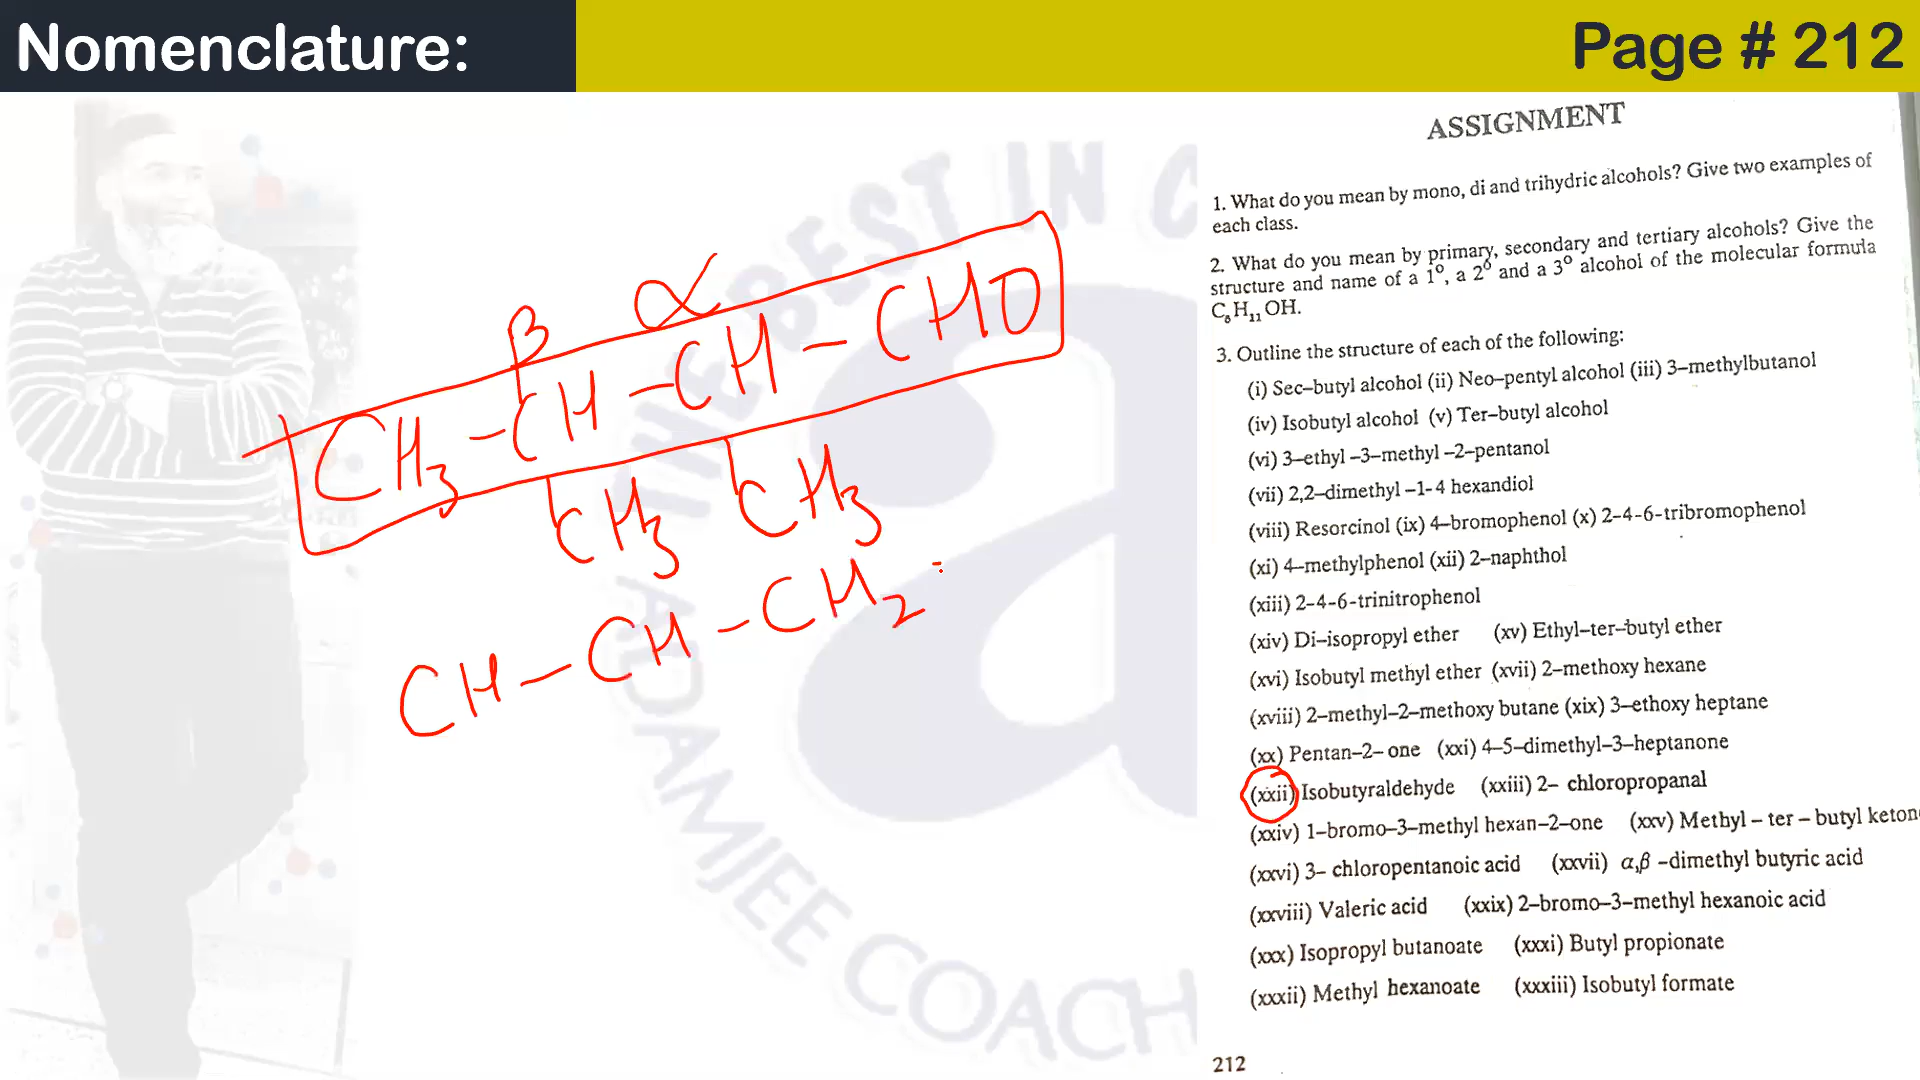 Nomenclature:
Page # 212
β α
CH3 - CH - CH - CHO
CH3 CH3
CH - CH - CH2
BEST IN C
ADAMJEE COACH
ASSIGNMENT
1. What do you mean by mono, di and trihydric alcohols? Give two examples of
each class.
2. What do you mean by primary, secondary and tertiary alcohols? Give the
structure and name of a 1°, a 2° and a 3° alcohol of the molecular formula
H11 OH.
3. Outline the structure of each of the following:
(i) Sec–butyl alcohol (ii) Neo–pentyl alcohol (iii) 3–methylbutanol
(iv) Isobutyl alcohol (v) Ter–butyl alcohol
(vi) 3–ethyl –3–methyl –2–pentanol
(vii) 2,2–dimethyl –1- 4 hexandiol
(viii) Resorcinol (ix) 4–bromophenol (x) 2-4-6-tribromophenol
(xi) 4–methylphenol (xii) 2–naphthol
(xiii) 2-4-6-trinitrophenol
(xiv) Di–isopropyl ether (xv) Ethyl–ter–butyl ether
(xvi) Isobutyl methyl ether (xvii) 2–methoxy hexane
(xviii) 2–methyl–2–methoxy butane (xix) 3–ethoxy heptane
(xx) Pentan–2– one (xxi) 4–5–dimethyl–3–heptanone
(xxii) Isobutyraldehyde (xxiii) 2– chloropropanal
(xxiv) 1–bromo–3–methyl hexan–2–one (xxv) Methyl – ter – butyl keton
(xxvi) 3– chloropentanoic acid (xxvii) α,β –dimethyl butyric acid
(xxviii) Valeric acid (xxix) 2–bromo–3–methyl hexanoic acid
(xxx) Isopropyl butanoate (xxxi) Butyl propionate
(xxxii) Methyl hexanoate (xxxiii) Isobutyl formate
212